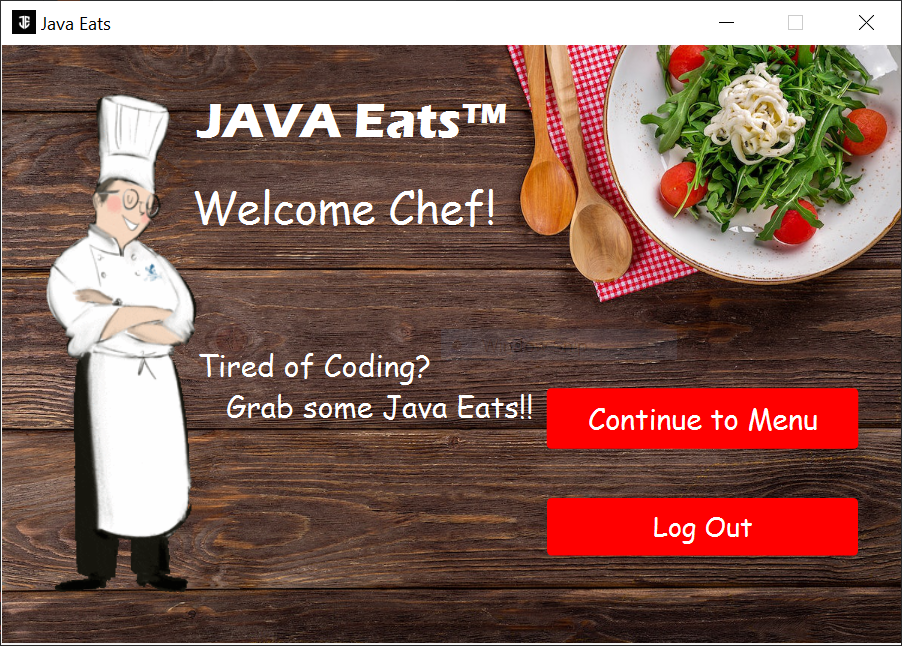 Java Eats
JAVA Eats™
Welcome Chef!
Tired of Coding?
Grab some Java Eats!!
Continue to Menu
Log Out